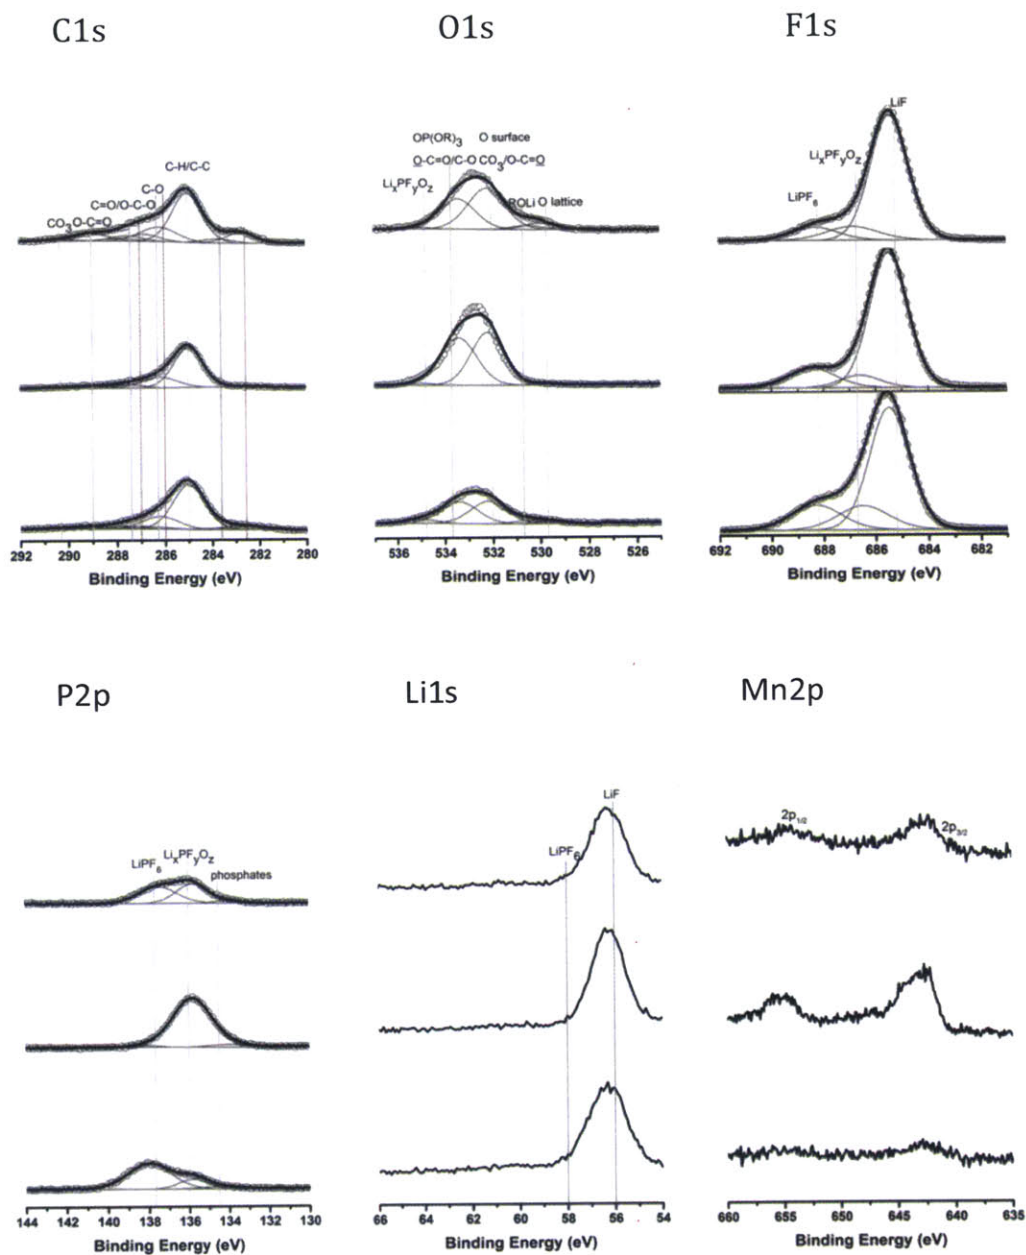 C1s
O1s
F1s
C-H/C-C
C-O
C=O/O-C-O
CO3 O-C=O
OP(OR)3 O surface
O-C=O/C-O CO3/O-C=O
LixPFyOz
ROLi O lattice
LiF
LixPFyOz
LiPF6
292 290 288 286 284 282 280
Binding Energy (eV)
536 534 532 530 528 526
Binding Energy (eV)
692 690 688 686 684 682
Binding Energy (eV)
P2p
Li1s
Mn2p
LiPF6 LixPFyOz
phosphates
LiF
LiPF6
2p1/2
2p3/2
144 142 140 138 136 134 132 130
Binding Energy (eV)
66 64 62 60 58 56 54
Binding Energy (eV)
660 655 650 645 640 635
Binding Energy (eV)